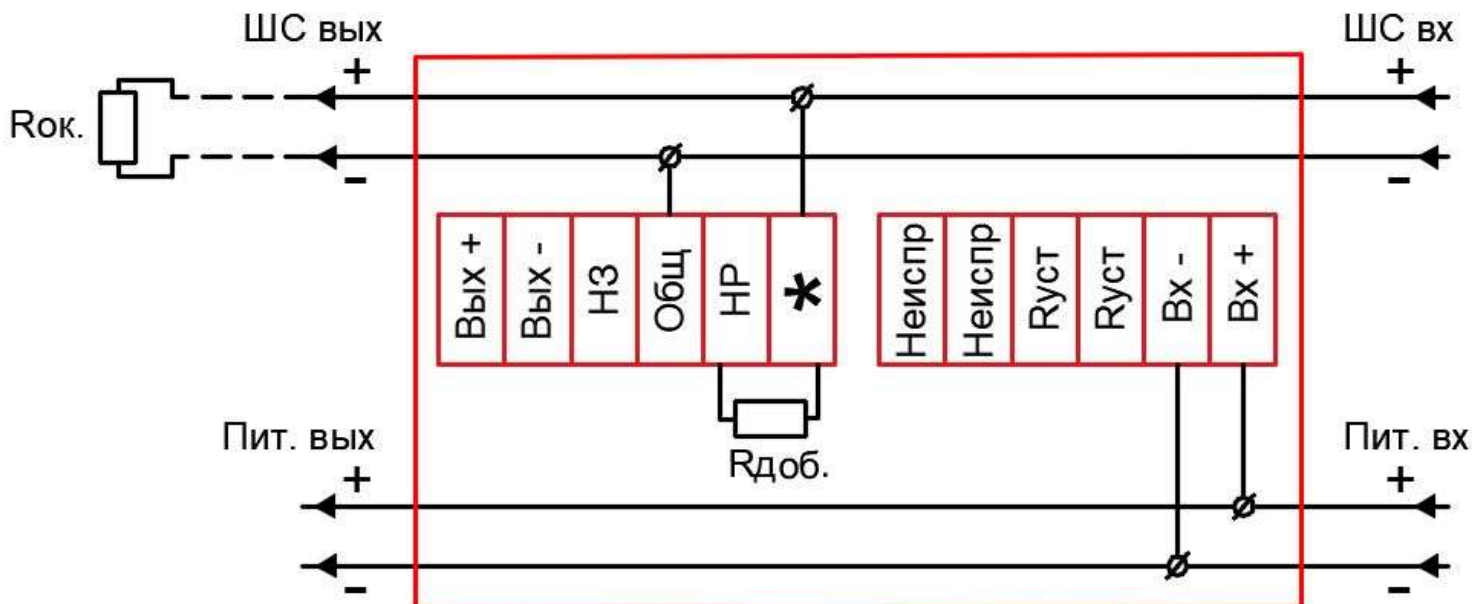 ШС вых
ШС вх
+
+
Rок.
-
-
Вых +
Вых -
НЗ
Общ
НР
*
Неиспр
Неиспр
Rуст
Rуст
Вх -
Вх +
Rдоб.
Пит. вых
Пит. вх
+
+
-
-